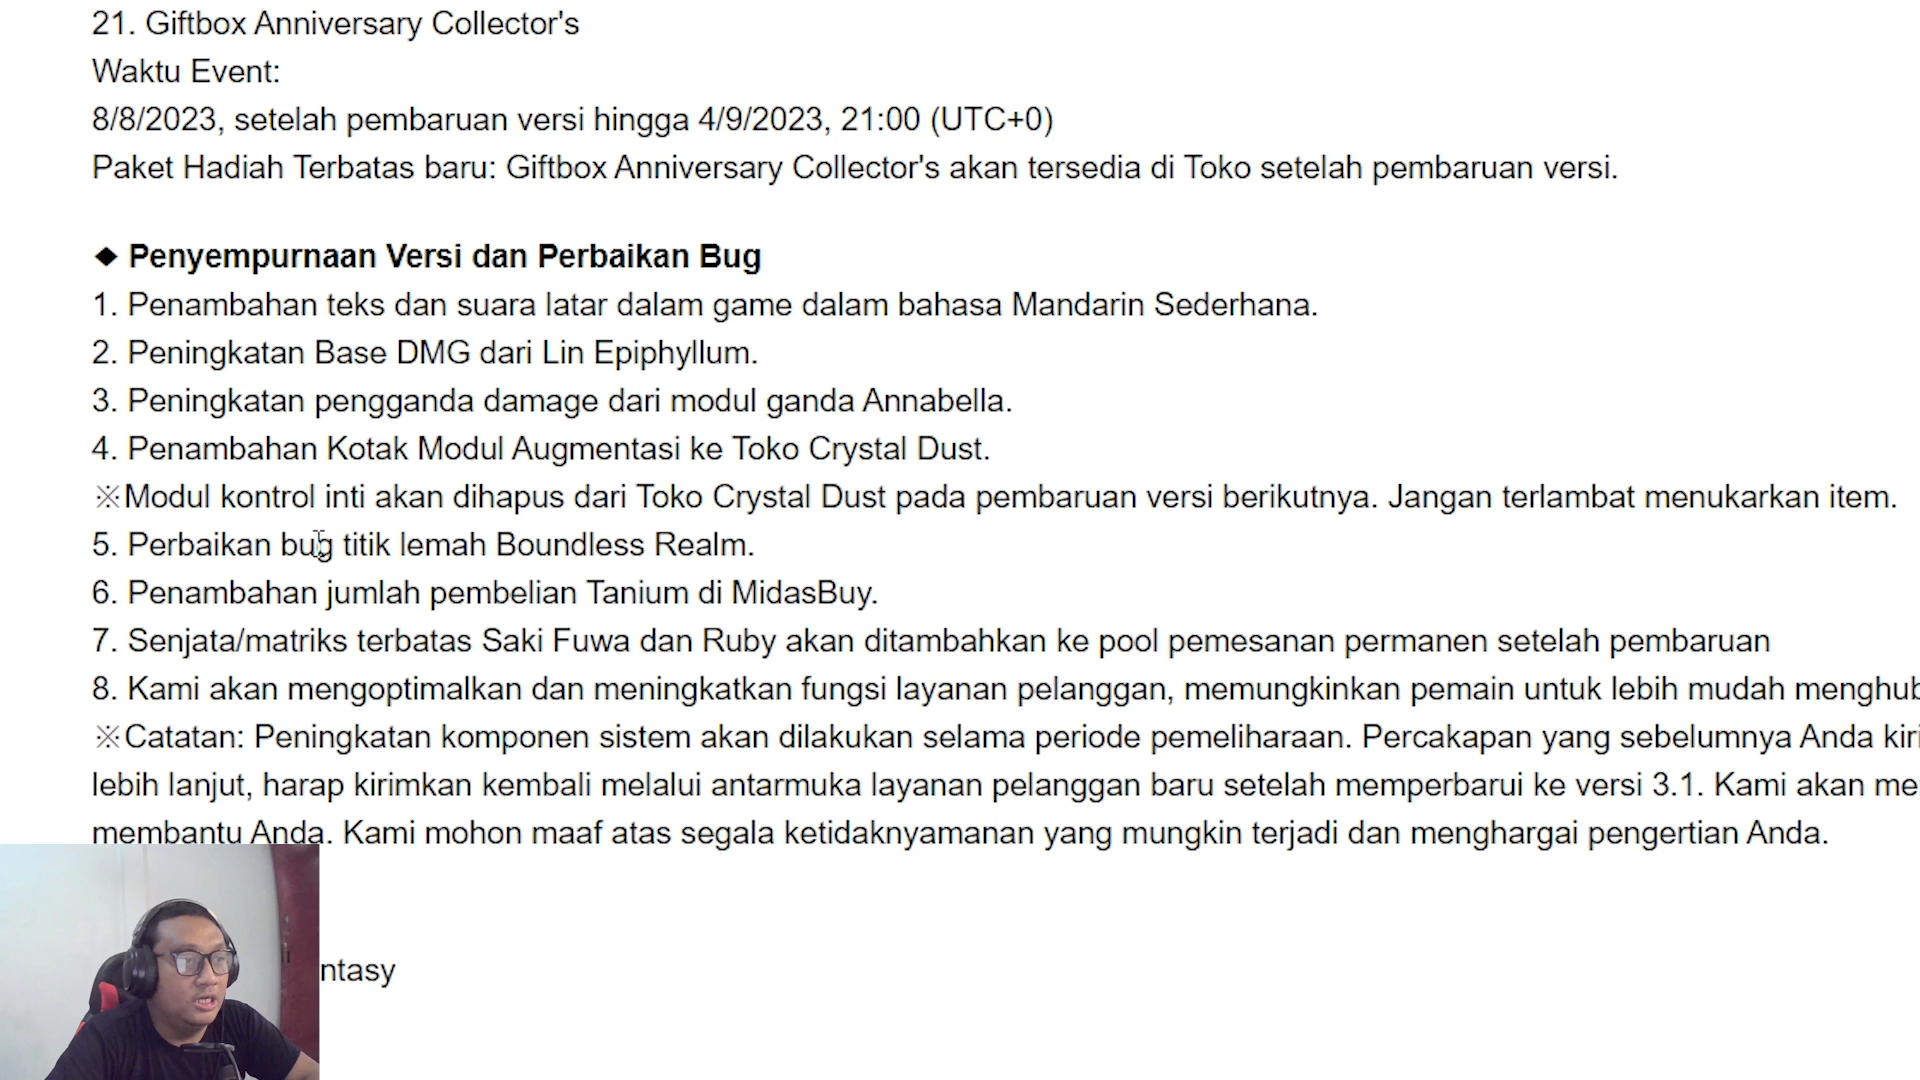 21. Giftbox Anniversary Collector's
Waktu Event:
8/8/2023, setelah pembaruan versi hingga 4/9/2023, 21:00 (UTC+0)
Paket Hadiah Terbatas baru: Giftbox Anniversary Collector's akan tersedia di Toko setelah pembaruan versi.
◆ Penyempurnaan Versi dan Perbaikan Bug
1. Penambahan teks dan suara latar dalam game dalam bahasa Mandarin Sederhana.
2. Peningkatan Base DMG dari Lin Epiphyllum.
3. Peningkatan pengganda damage dari modul ganda Annabella.
4. Penambahan Kotak Modul Augmentasi ke Toko Crystal Dust.
※Modul kontrol inti akan dihapus dari Toko Crystal Dust pada pembaruan versi berikutnya. Jangan terlambat menukarkan item.
5. Perbaikan bug titik lemah Boundless Realm.
6. Penambahan jumlah pembelian Tanium di MidasBuy.
7. Senjata/matriks terbatas Saki Fuwa dan Ruby akan ditambahkan ke pool pemesanan permanen setelah pembaruan
8. Kami akan mengoptimalkan dan meningkatkan fungsi layanan pelanggan, memungkinkan pemain untuk lebih mudah menghub
※Catatan: Peningkatan komponen sistem akan dilakukan selama periode pemeliharaan. Percakapan yang sebelumnya Anda kiri
lebih lanjut, harap kirimkan kembali melalui antarmuka layanan pelanggan baru setelah memperbarui ke versi 3.1. Kami akan me
membantu Anda. Kami mohon maaf atas segala ketidaknyamanan yang mungkin terjadi dan menghargai pengertian Anda.
ntasy